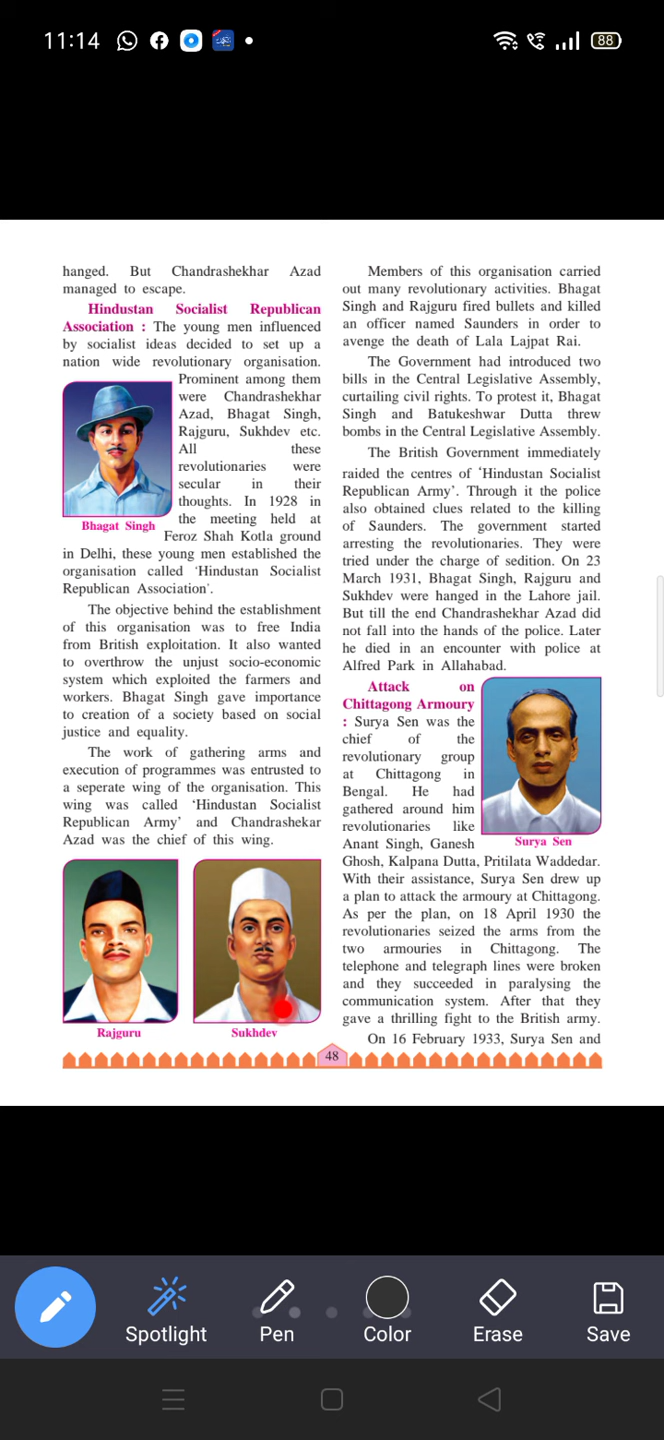 11:14
88
hanged. But Chandrashekhar Azad
managed to escape.
Hindustan Socialist Republican
Association : The young men influenced
by socialist ideas decided to set up a
nation wide revolutionary organisation.
Prominent among them
were Chandrashekhar
Azad, Bhagat Singh,
Rajguru, Sukhdev etc.
All these
revolutionaries were
secular in their
thoughts. In 1928 in
the meeting held at
Bhagat Singh
Feroz Shah Kotla ground
in Delhi, these young men established the
organisation called 'Hindustan Socialist
Republican Association'.
The objective behind the establishment
of this organisation was to free India
from British exploitation. It also wanted
to overthrow the unjust socio-economic
system which exploited the farmers and
workers. Bhagat Singh gave importance
to creation of a society based on social
justice and equality.
The work of gathering arms and
execution of programmes was entrusted to
a seperate wing of the organisation. This
wing was called 'Hindustan Socialist
Republican Army' and Chandrashekar
Azad was the chief of this wing.
Rajguru
Sukhdev
Members of this organisation carried
out many revolutionary activities. Bhagat
Singh and Rajguru fired bullets and killed
an officer named Saunders in order to
avenge the death of Lala Lajpat Rai.
The Government had introduced two
bills in the Central Legislative Assembly,
curtailing civil rights. To protest it, Bhagat
Singh and Batukeshwar Dutta threw
bombs in the Central Legislative Assembly.
The British Government immediately
raided the centres of 'Hindustan Socialist
Republican Army'. Through it the police
also obtained clues related to the killing
of Saunders. The government started
arresting the revolutionaries. They were
tried under the charge of sedition. On 23
March 1931, Bhagat Singh, Rajguru and
Sukhdev were hanged in the Lahore jail.
But till the end Chandrashekhar Azad did
not fall into the hands of the police. Later
he died in an encounter with police at
Alfred Park in Allahabad.
Attack on
Chittagong Armoury
: Surya Sen was the
chief of the
revolutionary group
at Chittagong in
Bengal. He had
gathered around him
revolutionaries like
Anant Singh, Ganesh
Surya Sen
Ghosh, Kalpana Dutta, Pritilata Waddedar.
With their assistance, Surya Sen drew up
a plan to attack the armoury at Chittagong.
As per the plan, on 18 April 1930 the
revolutionaries seized the arms from the
two armouries in Chittagong. The
telephone and telegraph lines were broken
and they succeeded in paralysing the
communication system. After that they
gave a thrilling fight to the British army.
On 16 February 1933, Surya Sen and
48
Spotlight
Pen
Color
Erase
Save